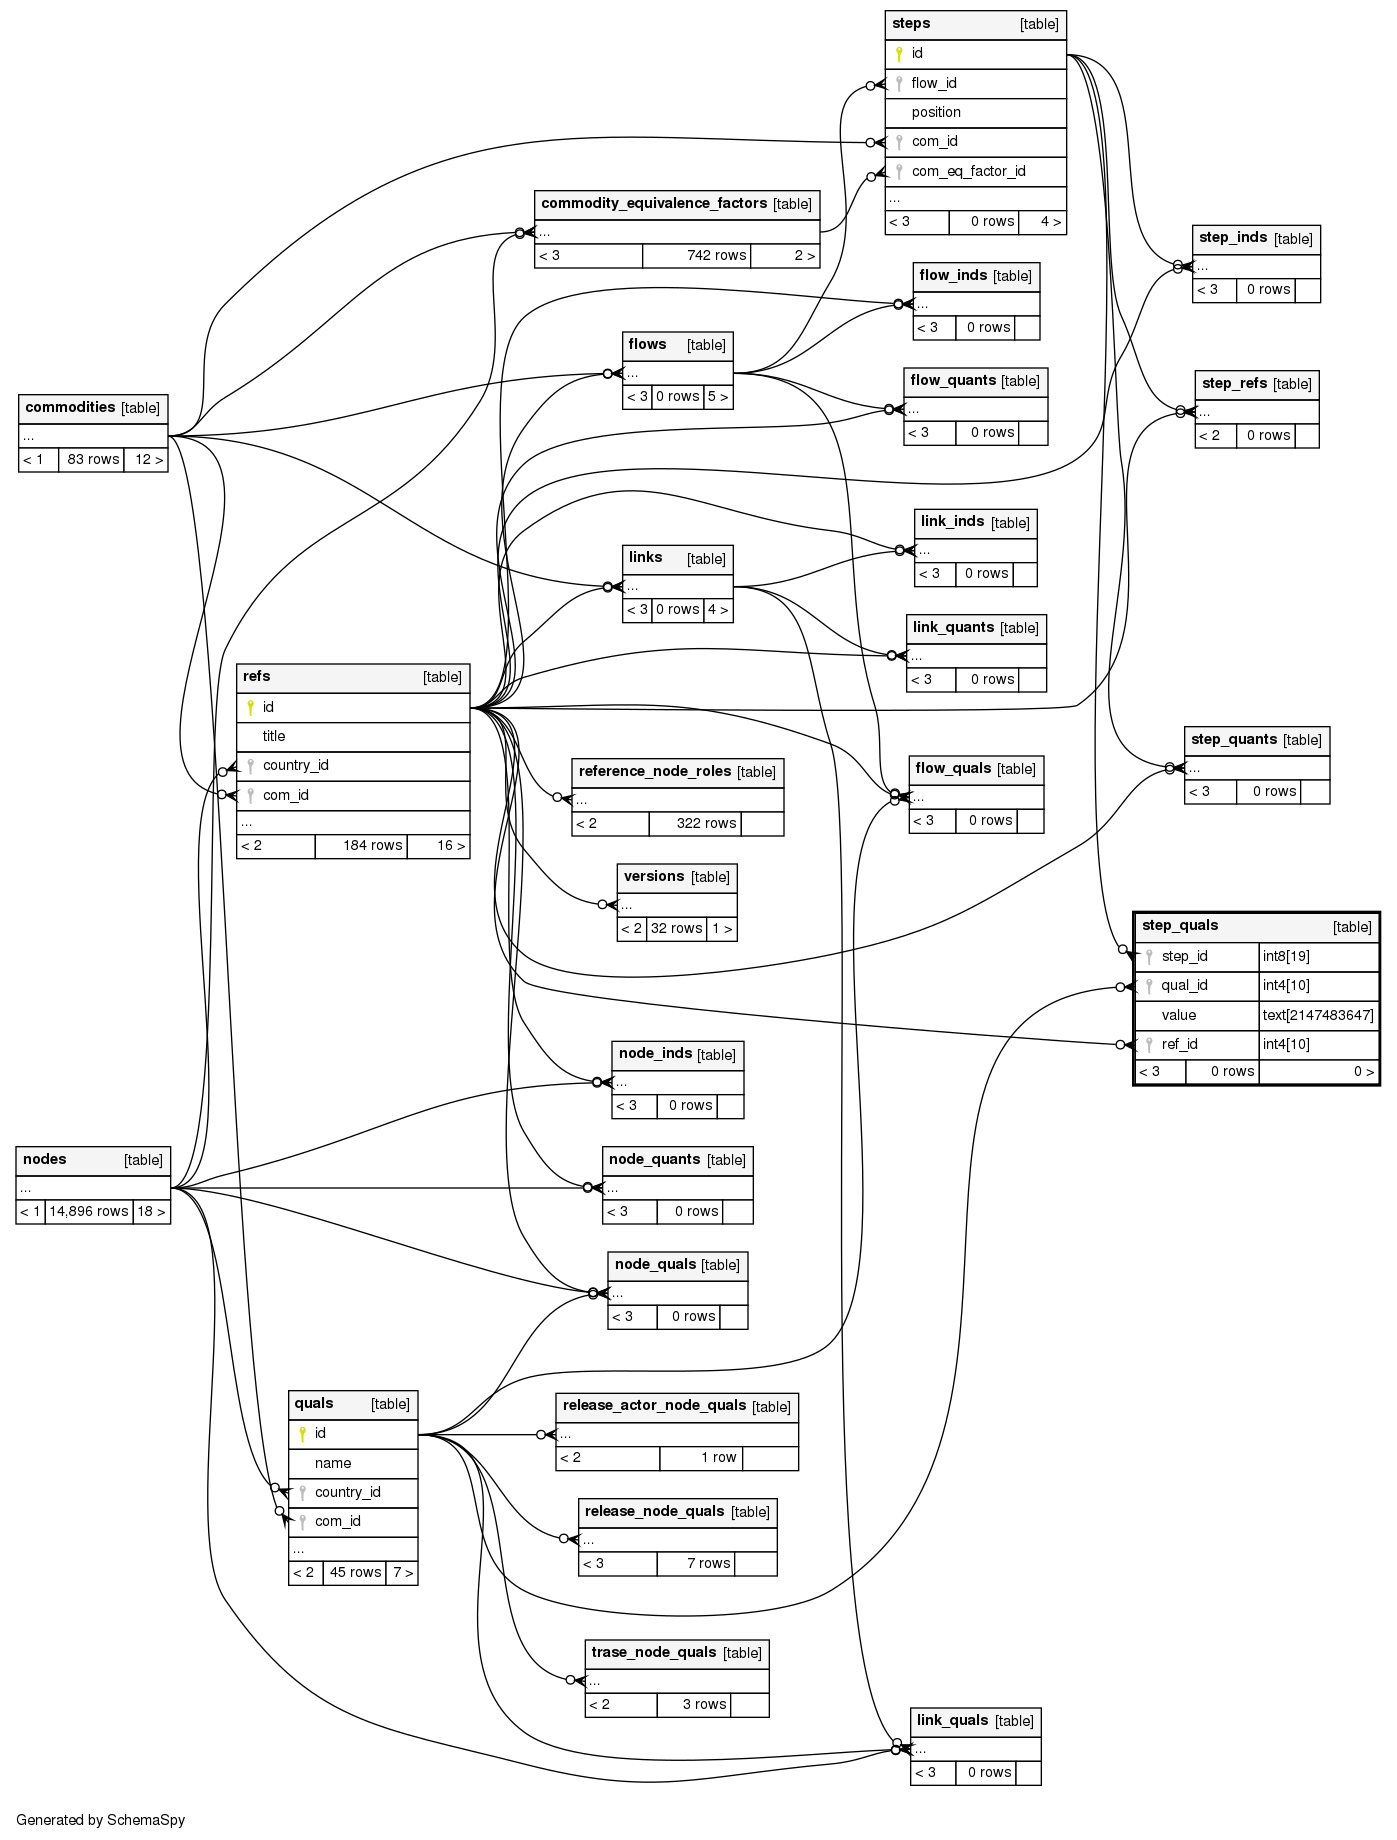 steps [table]
id
flow_id
position
com_id
com_eq_factor_id
...
< 3 0 rows 4 >
commodity_equivalence_factors [table]
...
< 3 742 rows 2 >
step_inds [table]
...
< 3 0 rows
flow_inds [table]
...
< 3 0 rows
flows [table]
...
< 3 0 rows 5 >
flow_quants [table]
...
< 3 0 rows
step_refs [table]
...
< 2 0 rows
commodities [table]
...
< 1 83 rows 12 >
link_inds [table]
...
< 3 0 rows
links [table]
...
< 3 0 rows 4 >
link_quants [table]
...
< 3 0 rows
refs [table]
id
title
country_id
com_id
...
< 2 184 rows 16 >
step_quants [table]
...
< 3 0 rows
reference_node_roles [table]
...
< 2 322 rows
flow_quals [table]
...
< 3 0 rows
versions [table]
...
< 2 32 rows 1 >
step_quals [table]
step_id int8[19]
qual_id int4[10]
value text[2147483647]
ref_id int4[10]
< 3 0 rows 0 >
node_inds [table]
...
< 3 0 rows
nodes [table]
...
< 1 14,896 rows 18 >
node_quants [table]
...
< 3 0 rows
node_quals [table]
...
< 3 0 rows
quals [table]
id
name
country_id
com_id
...
< 2 45 rows 7 >
release_actor_node_quals [table]
...
< 2 1 row
release_node_quals [table]
...
< 3 7 rows
trase_node_quals [table]
...
< 2 3 rows
link_quals [table]
...
< 3 0 rows
Generated by SchemaSpy